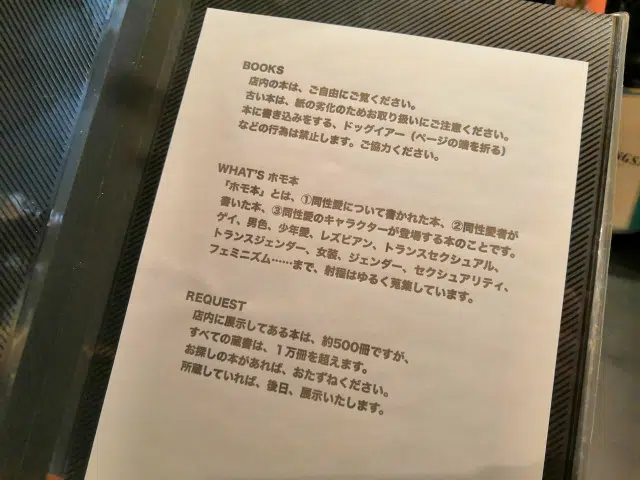 BOOKS
店内の本は、ご自由にご覧ください。
古い本は、紙の劣化のためお取り扱いにご注意ください。
本に書き込みをする、ドッグイアー（ページの端を折る）
などの行為は禁止します。ご協力ください。
WHAT'S ホモ本
「ホモ本」とは、①同性愛について書かれた本、②同性愛者が
書いた本、③同性愛のキャラクターが登場する本のことです。
ゲイ、男色、少年愛、レズビアン、トランスセクシュアル、
トランスジェンダー、女装、ジェンダー、セクシュアリティ、
フェミニズム……まで、射程はゆるく蒐集しています。
REQUEST
店内に展示してある本は、約500冊ですが、
すべての蔵書は、1万冊を超えます。
お探しの本があれば、おたずねください。
所蔵していれば、後日、展示いたします。